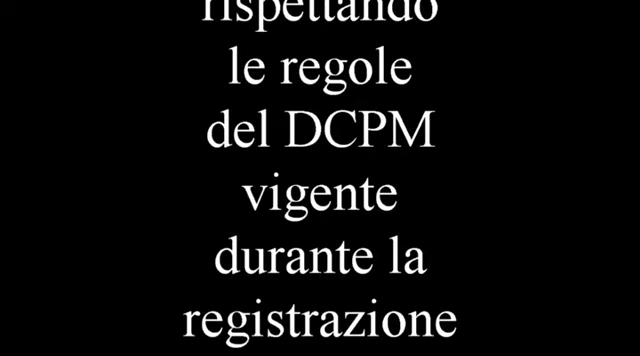 rispettando
le regole
del DCPM
vigente
durante la
registrazione